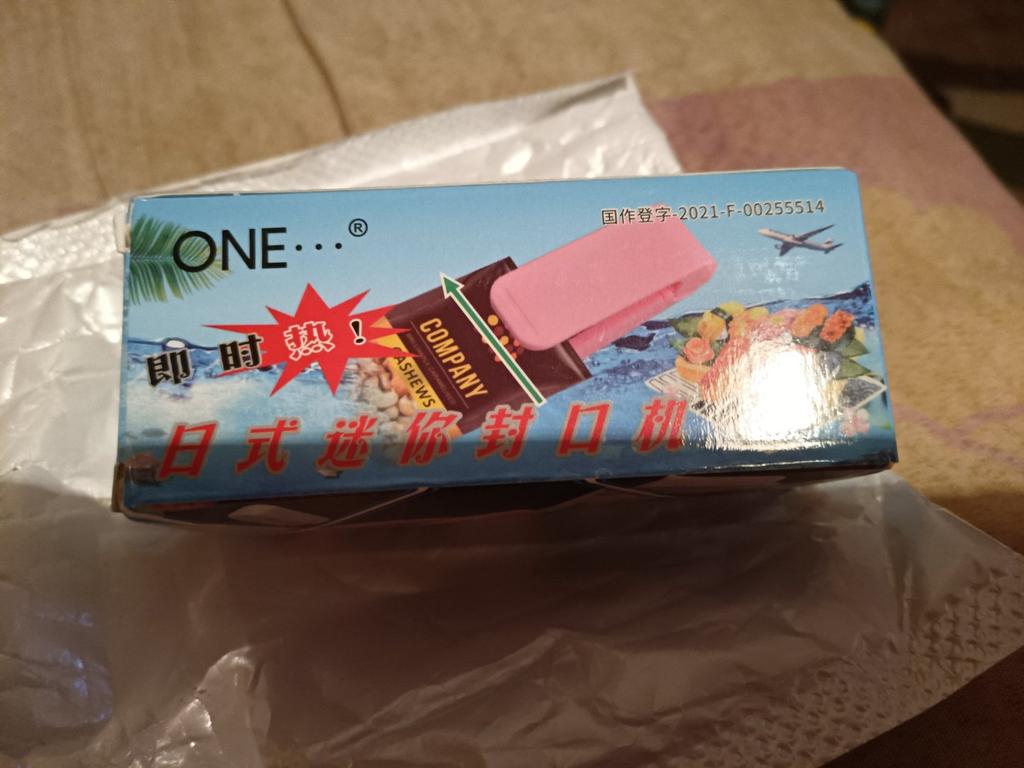 ONE···®
国作登字-2021-F-00255514
即时热!
COMPANY
CASHEWS
日式迷你封口机